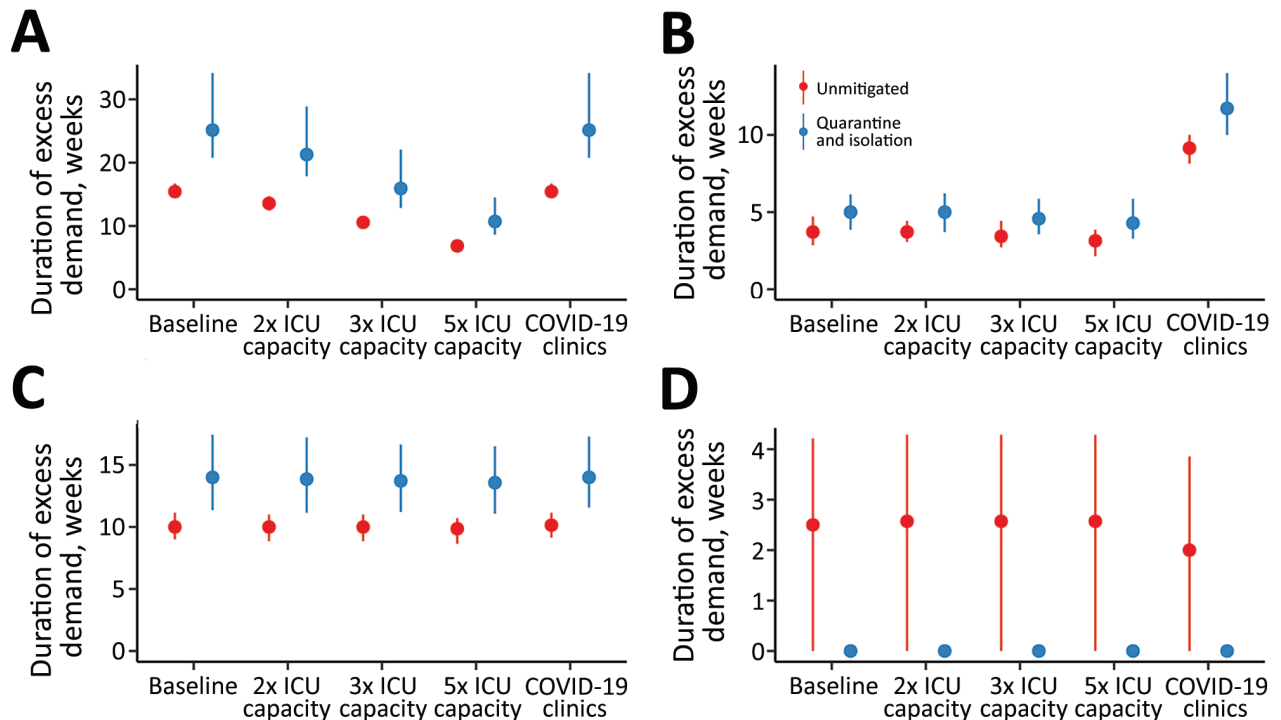 A
Duration of excess
demand, weeks
30
20
10
0
Baseline
2x ICU
capacity
3x ICU
capacity
5x ICU
capacity
COVID-19
clinics
B
Duration of excess
demand, weeks
10
5
0
Unmitigated
Quarantine
and isolation
Baseline
2x ICU
capacity
3x ICU
capacity
5x ICU
capacity
COVID-19
clinics
C
Duration of excess
demand, weeks
15
10
5
0
Baseline
2x ICU
capacity
3x ICU
capacity
5x ICU
capacity
COVID-19
clinics
D
Duration of excess
demand, weeks
4
3
2
1
0
Baseline
2x ICU
capacity
3x ICU
capacity
5x ICU
capacity
COVID-19
clinics